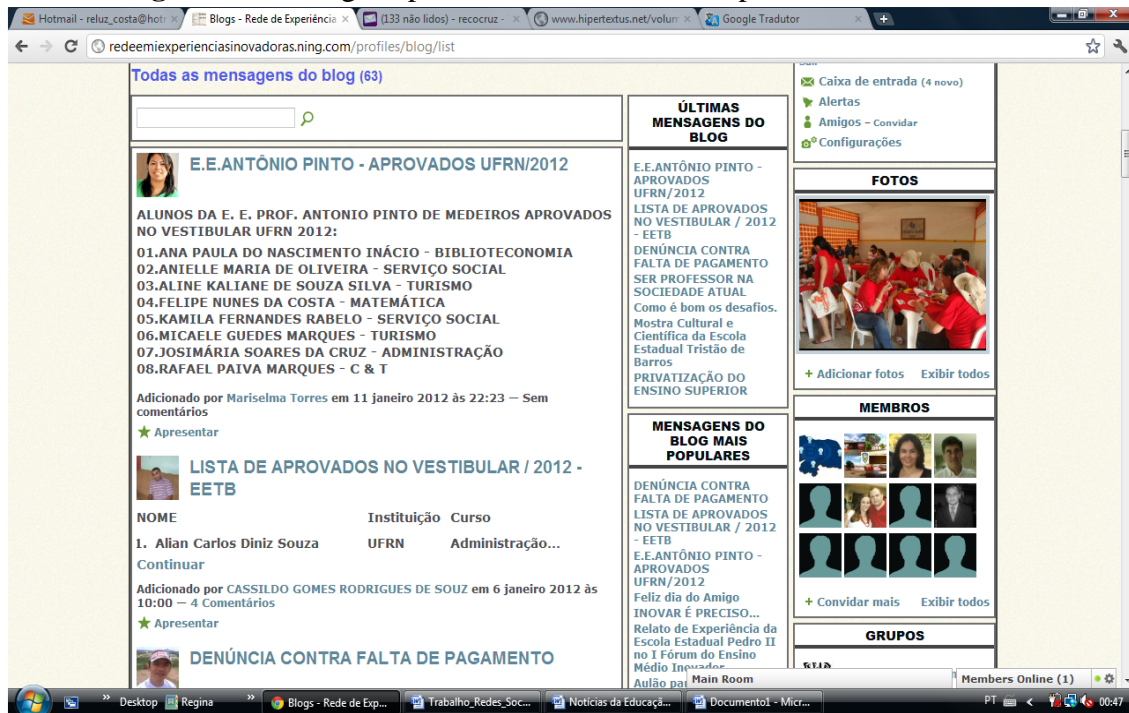 Hotmail - reluz_costa@hotr
Blogs - Rede de Experiência
(133 não lidos) - recocruz -
www.hipertextus.net/volum
Google Tradutor
redeemiexperienciasinovadoras.ning.com/profiles/blog/list
Todas as mensagens do blog (63)
E.E.ANTÔNIO PINTO - APROVADOS UFRN/2012
ALUNOS DA E. E. PROF. ANTONIO PINTO DE MEDEIROS APROVADOS
NO VESTIBULAR UFRN 2012:
01.ANA PAULA DO NASCIMENTO INÁCIO - BIBLIOTECONOMIA
02.ANIELLE MARIA DE OLIVEIRA - SERVIÇO SOCIAL
03.ALINE KALIANE DE SOUZA SILVA - TURISMO
04.FELIPE NUNES DA COSTA - MATEMÁTICA
05.KAMILA FERNANDES RABELO - SERVIÇO SOCIAL
06.MICAELE GUEDES MARQUES - TURISMO
07.JOSIMÁRIA SOARES DA CRUZ - ADMINISTRAÇÃO
08.RAFAEL PAIVA MARQUES - C & T
Adicionado por Mariselma Torres em 11 janeiro 2012 às 22:23 — Sem
comentários
Apresentar
LISTA DE APROVADOS NO VESTIBULAR / 2012 -
EETB
NOME Instituição Curso
1. Alian Carlos Diniz Souza UFRN Administração...
Continuar
Adicionado por CASSILDO GOMES RODRIGUES DE SOUZ em 6 janeiro 2012 às
10:00 — 4 Comentários
Apresentar
DENÚNCIA CONTRA FALTA DE PAGAMENTO
ÚLTIMAS
MENSAGENS DO
BLOG
E.E.ANTÔNIO PINTO -
APROVADOS
UFRN/2012
LISTA DE APROVADOS
NO VESTIBULAR / 2012
- EETB
DENÚNCIA CONTRA
FALTA DE PAGAMENTO
SER PROFESSOR NA
SOCIEDADE ATUAL
Como é bom os desafios.
Mostra Cultural e
Científica da Escola
Estadual Tristão de
Barros
PRIVATIZAÇÃO DO
ENSINO SUPERIOR
MENSAGENS DO
BLOG MAIS
POPULARES
DENÚNCIA CONTRA
FALTA DE PAGAMENTO
LISTA DE APROVADOS
NO VESTIBULAR / 2012
- EETB
E.E.ANTÔNIO PINTO -
APROVADOS
UFRN/2012
Feliz dia do Amigo
INOVAR É PRECISO...
Relato de Experiência da
Escola Estadual Pedro II
no I Fórum do Ensino
Médio Inovador
Aulão
Caixa de entrada (4 novo)
Alertas
Amigos - Convidar
Configurações
FOTOS
+ Adicionar fotos Exibir todos
MEMBROS
+ Convidar mais Exibir todos
GRUPOS
Main Room
Members Online (1)
Desktop
Regina
Blogs - Rede de Exp...
Trabalho_Redes_Soc...
Notícias da Educaçã...
Documento1 - Micr...
PT
00:47